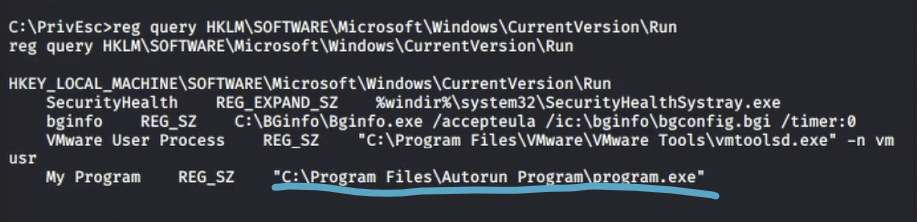 C:\PrivEsc>reg query HKLM\SOFTWARE\Microsoft\Windows\CurrentVersion\Run
reg query HKLM\SOFTWARE\Microsoft\Windows\CurrentVersion\Run
HKEY_LOCAL_MACHINE\SOFTWARE\Microsoft\Windows\CurrentVersion\Run
SecurityHealth    REG_EXPAND_SZ    %windir%\system32\SecurityHealthSystray.exe
bginfo    REG_SZ    C:\BGinfo\Bginfo.exe /accepteula /ic:\bginfo\bgconfig.bgi /timer:0
VMware User Process    REG_SZ    "C:\Program Files\VMware\VMware Tools\vmtoolsd.exe" -n vm
usr
My Program    REG_SZ    "C:\Program Files\Autorun Program\program.exe"